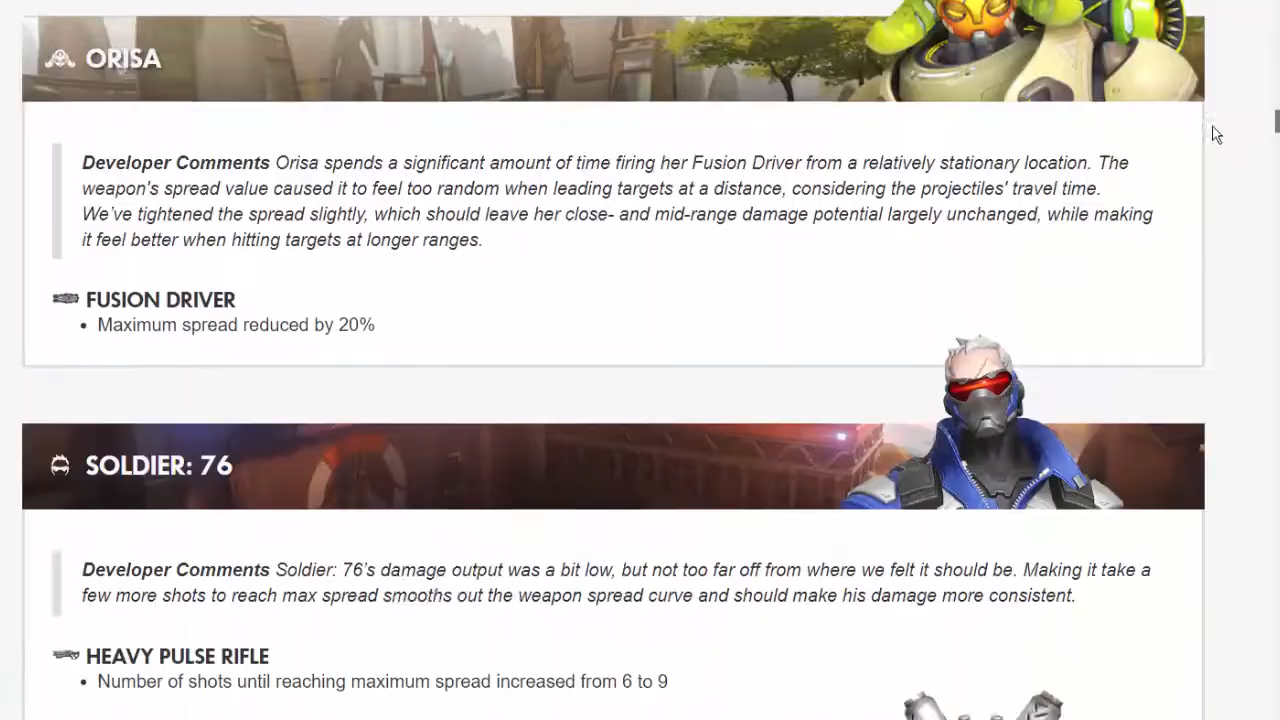 ORISA
Developer Comments Orisa spends a significant amount of time firing her Fusion Driver from a relatively stationary location. The
weapon's spread value caused it to feel too random when leading targets at a distance, considering the projectiles' travel time.
We’ve tightened the spread slightly, which should leave her close- and mid-range damage potential largely unchanged, while making
it feel better when hitting targets at longer ranges.
FUSION DRIVER
• Maximum spread reduced by 20%
SOLDIER: 76
Developer Comments Soldier: 76’s damage output was a bit low, but not too far off from where we felt it should be. Making it take a
few more shots to reach max spread smooths out the weapon spread curve and should make his damage more consistent.
HEAVY PULSE RIFLE
• Number of shots until reaching maximum spread increased from 6 to 9